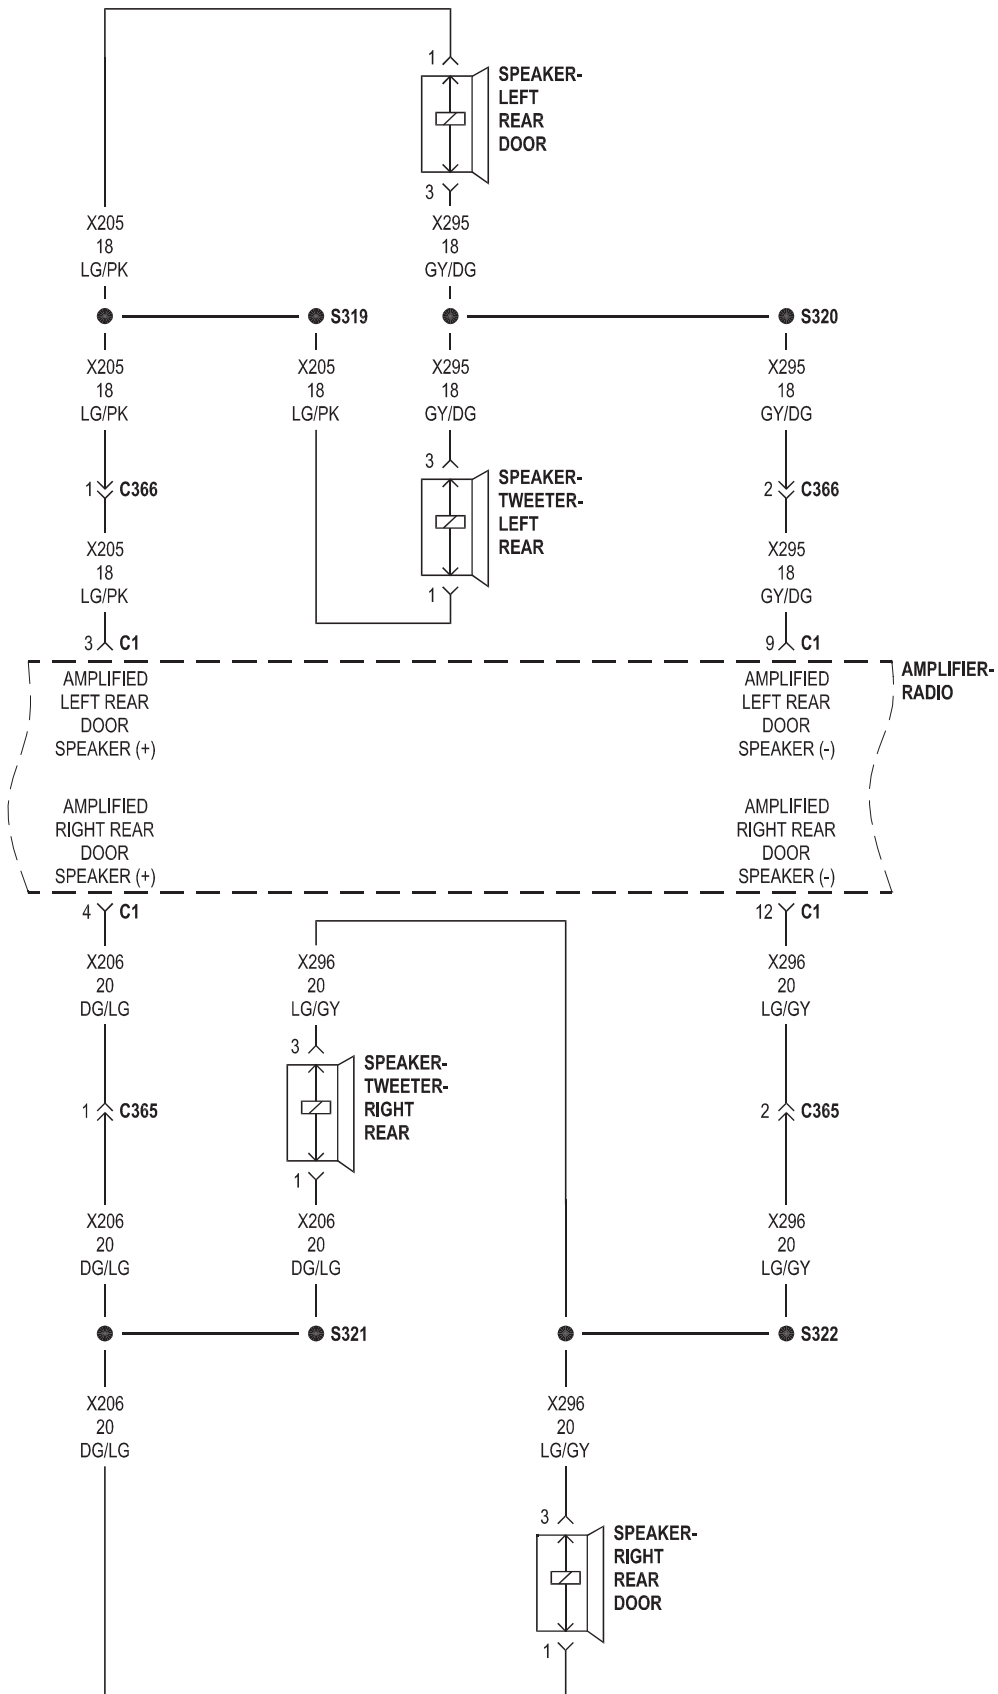 1
SPEAKER-
LEFT
REAR
DOOR
3
X205
18
LG/PK
X295
18
GY/DG
S319
S320
X205
18
LG/PK
X205
18
LG/PK
X295
18
GY/DG
X295
18
GY/DG
3
SPEAKER-
TWEETER-
LEFT
REAR
1
1 C366
2 C366
X205
18
LG/PK
X295
18
GY/DG
3 C1
9 C1
AMPLIFIER-
RADIO
AMPLIFIED
LEFT REAR
DOOR
SPEAKER (+)
AMPLIFIED
LEFT REAR
DOOR
SPEAKER (-)
AMPLIFIED
RIGHT REAR
DOOR
SPEAKER (+)
AMPLIFIED
RIGHT REAR
DOOR
SPEAKER (-)
4 C1
12 C1
X206
20
DG/LG
X296
20
LG/GY
X296
20
LG/GY
3
SPEAKER-
TWEETER-
RIGHT
REAR
1
1 C365
2 C365
X206
20
DG/LG
X206
20
DG/LG
X296
20
LG/GY
S321
S322
X206
20
DG/LG
X296
20
LG/GY
3
SPEAKER-
RIGHT
REAR
DOOR
1